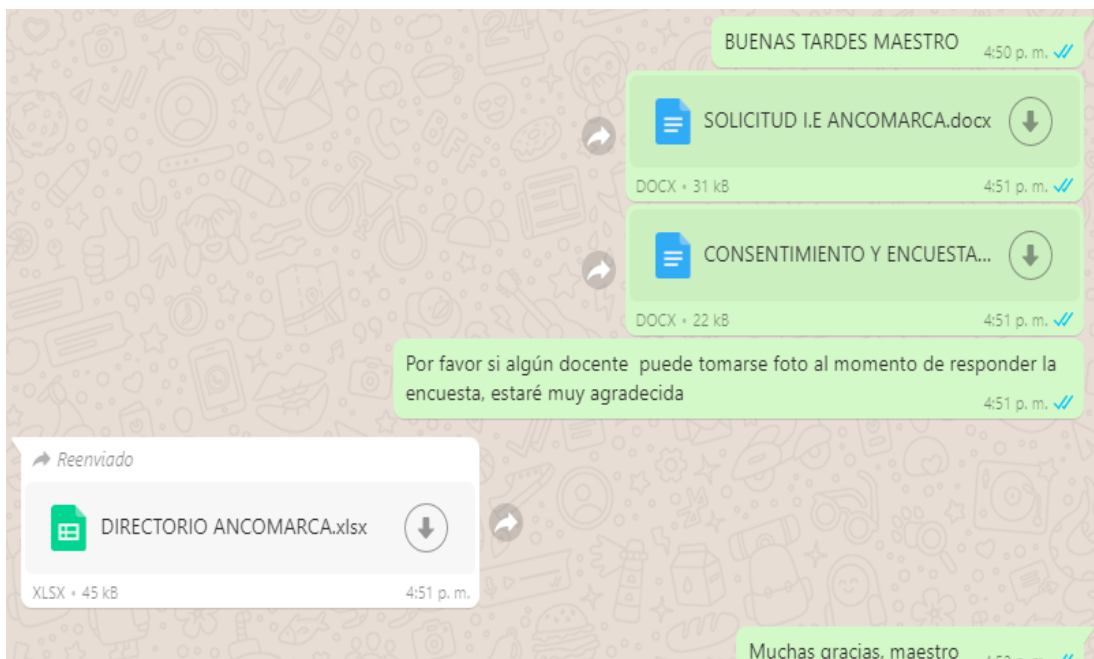 BUENAS TARDES MAESTRO 4:50 p. m.
SOLICITUD I.E ANCOMARCA.docx
DOCX • 31 kB 4:51 p. m.
CONSENTIMIENTO Y ENCUESTA...
DOCX • 22 kB 4:51 p. m.
Por favor si algún docente puede tomarse foto al momento de responder la
encuesta, estaré muy agradecida
4:51 p. m.
Reenviado
DIRECTORIO ANCOMARCA.xlsx
XLSX • 45 kB 4:51 p. m.
Muchas gracias, maestro